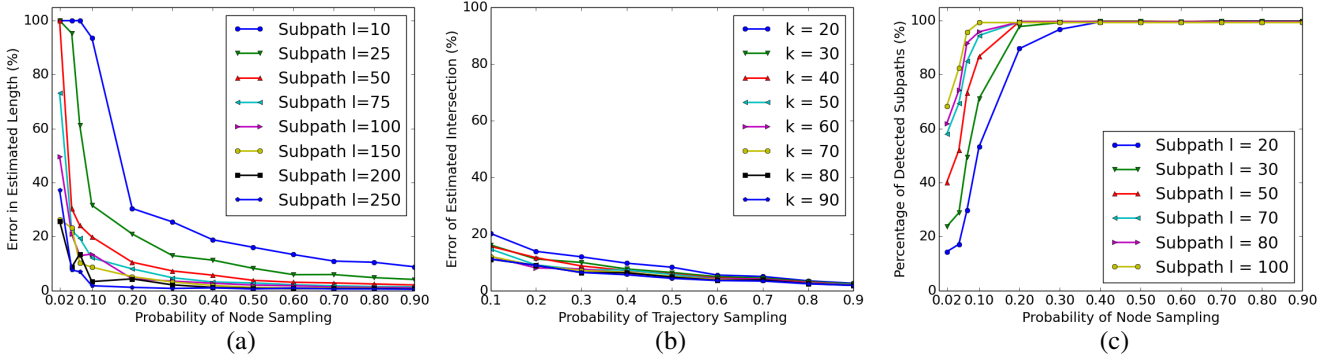 100
80
60
40
20
0
Error in Estimated Length (%)
Subpath l=10
Subpath l=25
Subpath l=50
Subpath l=75
Subpath l=100
Subpath l=150
Subpath l=200
Subpath l=250
0.02 0.10 0.20 0.30 0.40 0.50 0.60 0.70 0.80 0.90
Probability of Node Sampling
(a)
100
80
60
40
20
0
Error of Estimated Intersection (%)
k = 20
k = 30
k = 40
k = 50
k = 60
k = 70
k = 80
k = 90
0.1 0.2 0.3 0.4 0.5 0.6 0.7 0.8 0.9
Probability of Trajectory Sampling
(b)
100
80
60
40
20
0
Percentage of Detected Subpaths (%)
Subpath l = 20
Subpath l = 30
Subpath l = 50
Subpath l = 70
Subpath l = 80
Subpath l = 100
0.02 0.10 0.20 0.30 0.40 0.50 0.60 0.70 0.80 0.90
Probability of Node Sampling
(c)